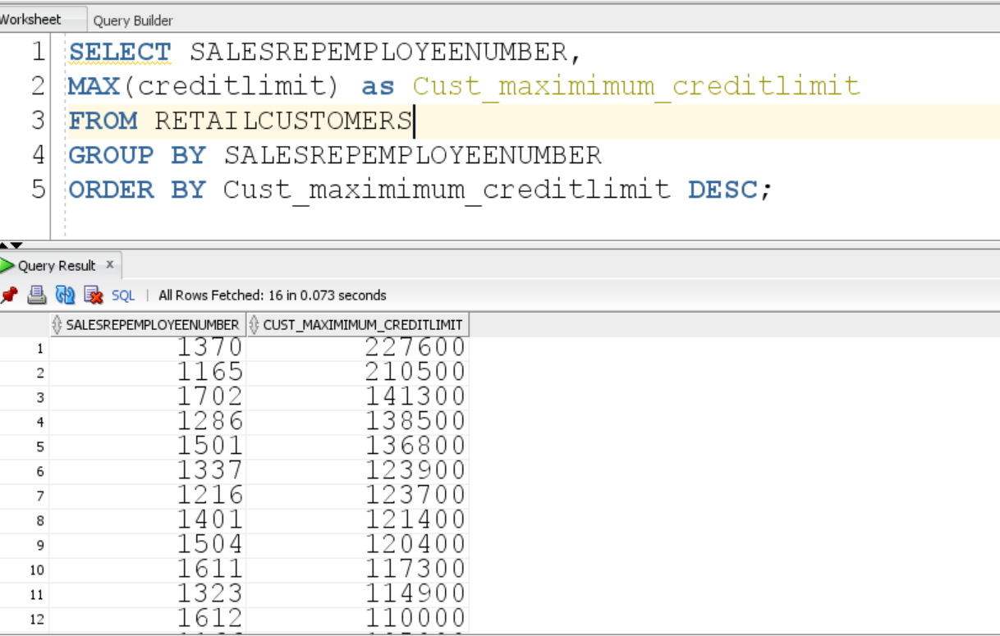 Worksheet Query Builder
1 SELECT SALESREPEMPLOYEENUMBER,
2 MAX(creditlimit) as Cust_maximimum_creditlimit
3 FROM RETAILCUSTOMERS
4 GROUP BY SALESREPEMPLOYEENUMBER
5 ORDER BY Cust_maximimum_creditlimit DESC;
Query Result x
SQL | All Rows Fetched: 16 in 0.073 seconds
SALESREPEMPLOYEENUMBER CUST_MAXIMIMUM_CREDITLIMIT
1 1370 227600
2 1165 210500
3 1702 141300
4 1286 138500
5 1501 136800
6 1337 123900
7 1216 123700
8 1401 121400
9 1504 120400
10 1611 117300
11 1323 114900
12 1612 110000